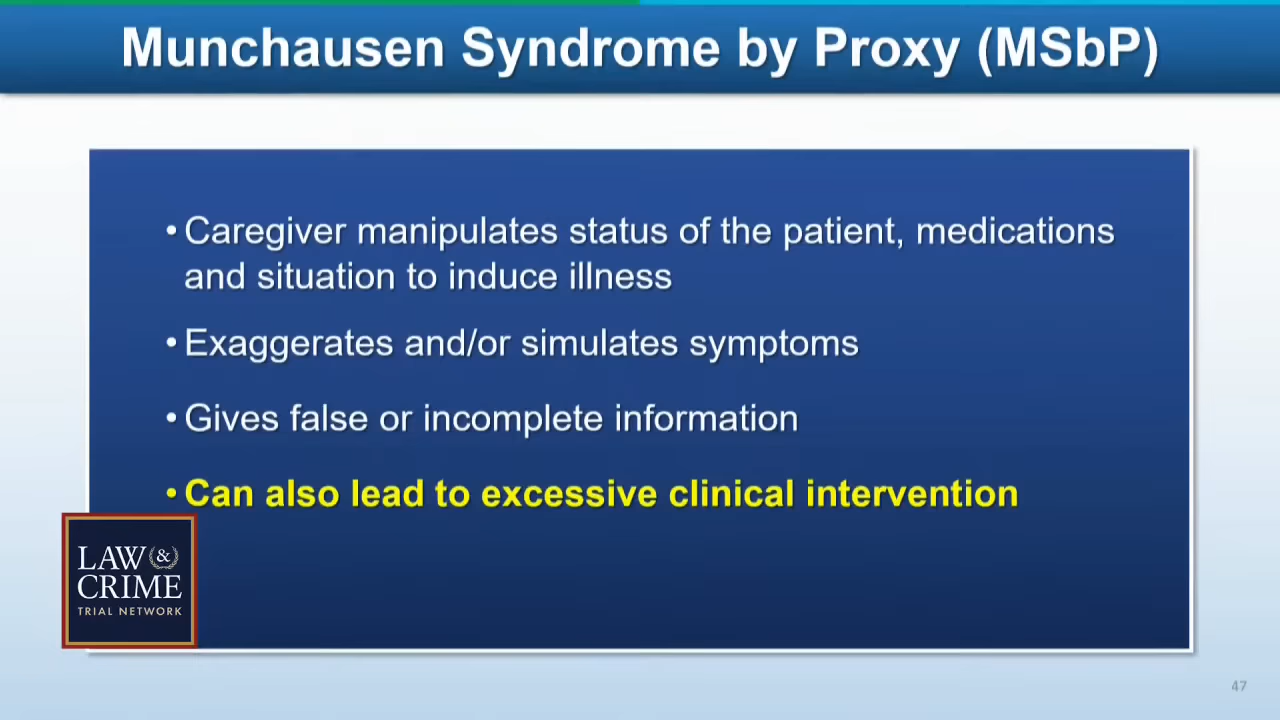 Munchausen Syndrome by Proxy (MSbP)
• Caregiver manipulates status of the patient, medications
and situation to induce illness
• Exaggerates and/or simulates symptoms
• Gives false or incomplete information
• Can also lead to excessive clinical intervention
LAW &
CRIME
TRIAL NETWORK
47